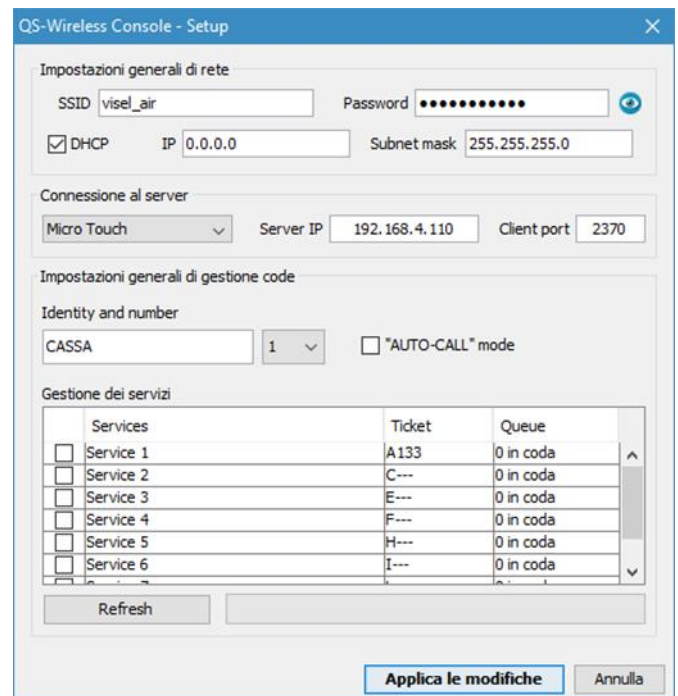 QS-Wireless Console - Setup
Impostazioni generali di rete
SSID visel_air Password ●●●●●●●●●●●
DHCP IP 0.0.0.0 Subnet mask 255.255.255.0
Connessione al server
Micro Touch Server IP 192.168.4.110 Client port 2370
Impostazioni generali di gestione code
Identity and number
CASSA 1 "AUTO-CALL" mode
Gestione dei servizi
Services Ticket Queue
Service 1 A133 0 in coda
Service 2 C--- 0 in coda
Service 3 E--- 0 in coda
Service 4 F--- 0 in coda
Service 5 H--- 0 in coda
Service 6 I--- 0 in coda
Refresh
Applica le modifiche Annulla